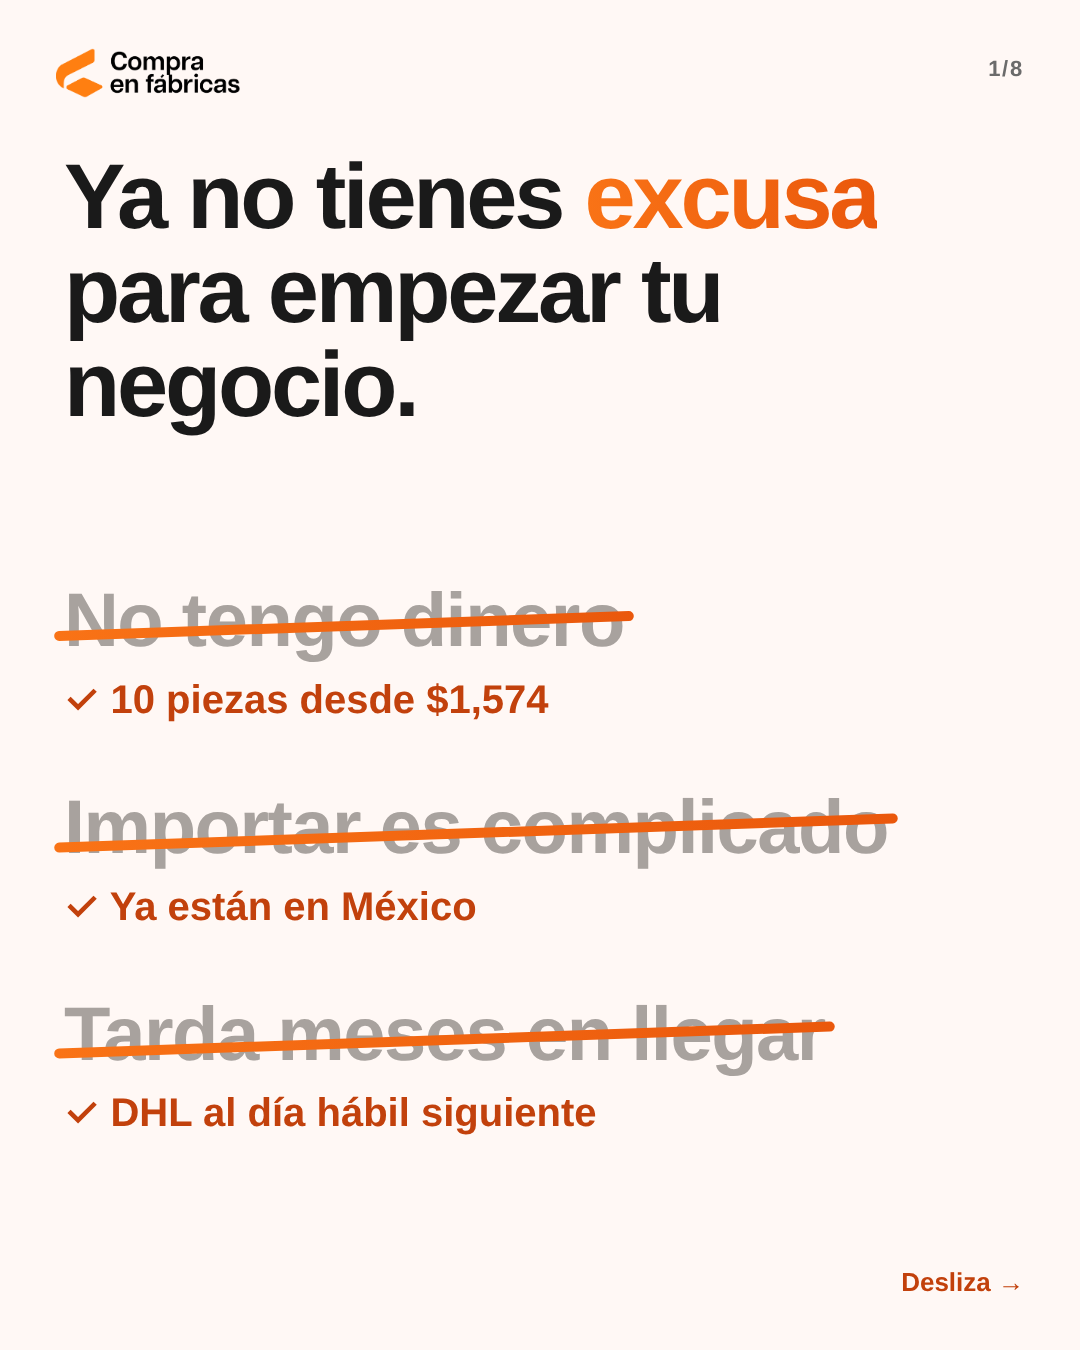 Compra
en fábricas
1/8
Ya no tienes excusa
para empezar tu
negocio.
No tengo dinero
✓ 10 piezas desde $1,574
Importar es complicado
✓ Ya están en México
Tarda meses en llegar
✓ DHL al día hábil siguiente
Desliza →